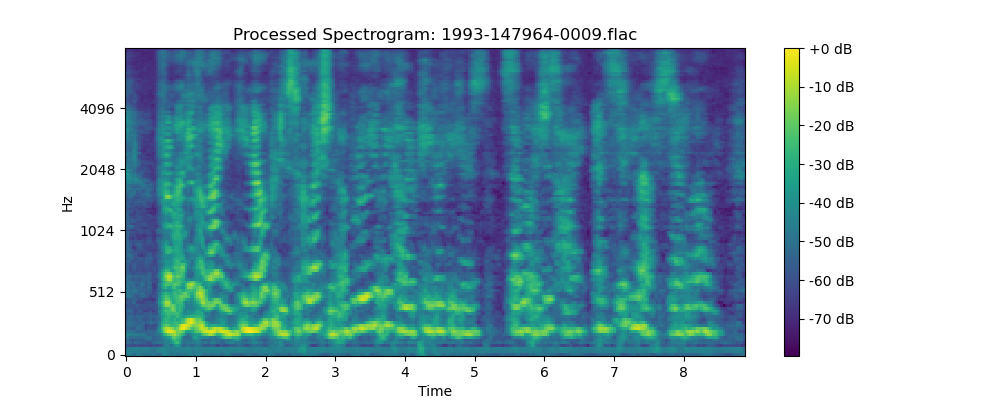 Processed Spectrogram: 1993-147964-0009.flac
Hz
4096
2048
1024
512
0
0 1 2 3 4 5 6 7 8
Time
+0 dB
-10 dB
-20 dB
-30 dB
-40 dB
-50 dB
-60 dB
-70 dB